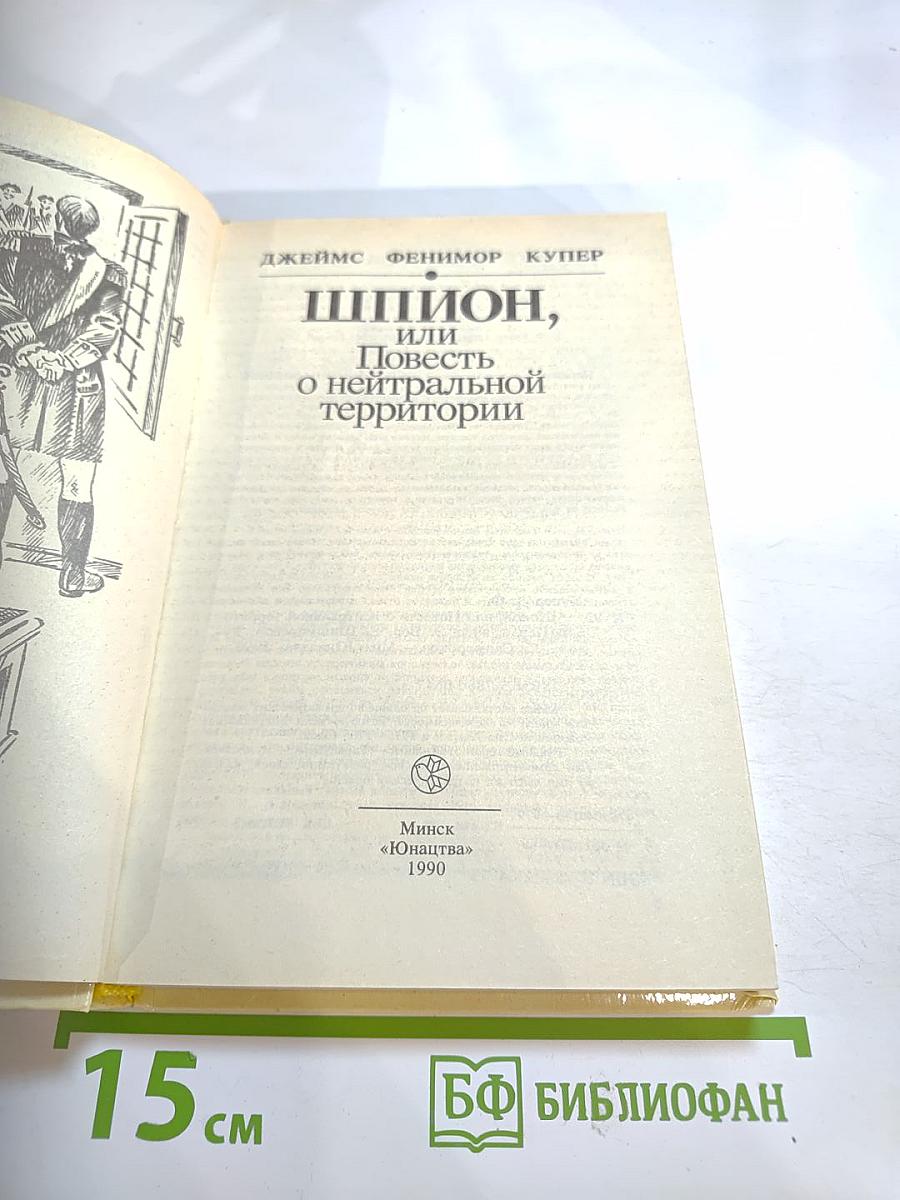 ДЖЕЙМС ФЕНИМОР КУПЕР
ШПИОН,
или
Повесть
о нейтральной
территории
Минск
«Юнацтва»
1990
15 см
БФ БИБЛИОФАН